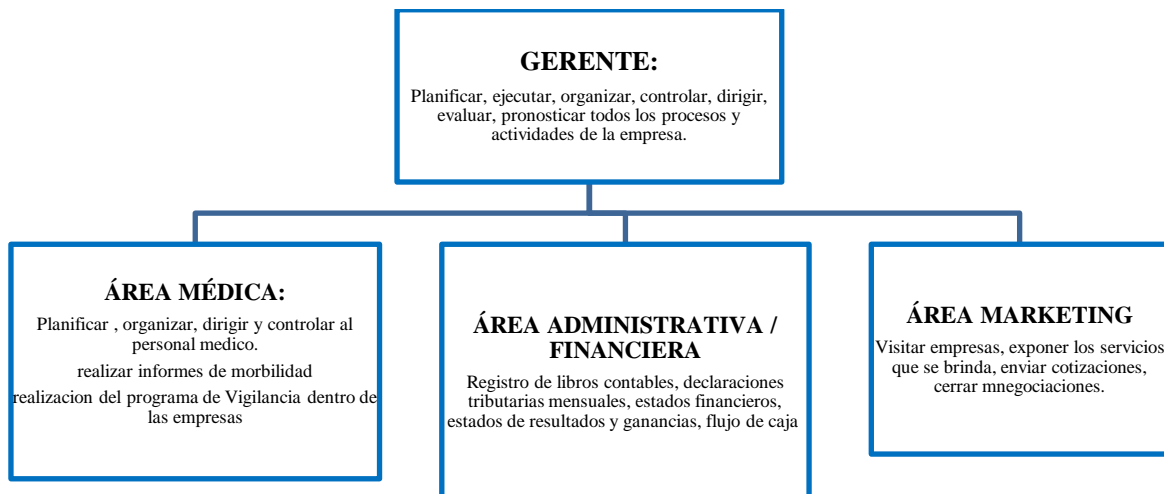 GERENTE:
Planificar, ejecutar, organizar, controlar, dirigir,
evaluar, pronosticar todos los procesos y
actividades de la empresa.
ÁREA MÉDICA:
Planificar , organizar, dirigir y controlar al
personal medico.
realizar informes de morbilidad
realizacion del programa de Vigilancia dentro de
las empresas
ÁREA ADMINISTRATIVA /
FINANCIERA
Registro de libros contables, declaraciones
tributarias mensuales, estados financieros,
estados de resultados y ganancias, flujo de caja
ÁREA MARKETING
Visitar empresas, exponer los servicios
que se brinda, enviar cotizaciones,
cerrar mnegociaciones.